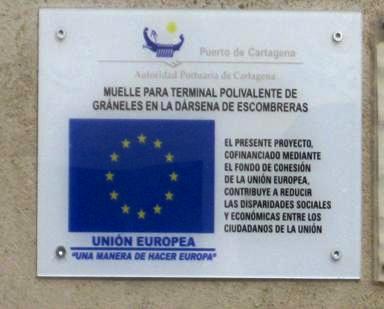 Puerto de Cartagena
Autoridad Portuaria de Cartagena
MUELLE PARA TERMINAL POLIVALENTE DE
GRÁNELES EN LA DÁRSENA DE ESCOMBRERAS
EL PRESENTE PROYECTO,
COFINANCIADO MEDIANTE
EL FONDO DE COHESIÓN
DE LA UNIÓN EUROPEA,
CONTRIBUYE A REDUCIR
LAS DISPARIDADES SOCIALES
Y ECONÓMICAS ENTRE LOS
CIUDADANOS DE LA UNIÓN
UNIÓN EUROPEA
"UNA MANERA DE HACER EUROPA"